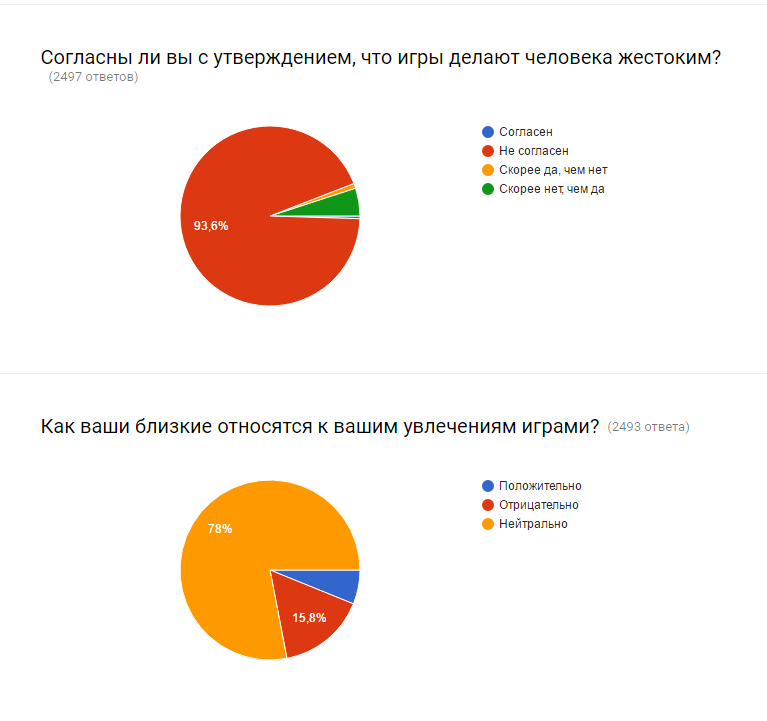 Согласны ли вы с утверждением, что игры делают человека жестоким?
(2497 ответов)
Согласен
Не согласен
Скорее да, чем нет
Скорее нет, чем да
93,6%
Как ваши близкие относятся к вашим увлечениям играми? (2493 ответа)
Положительно
Отрицательно
Нейтрально
78%
15,8%